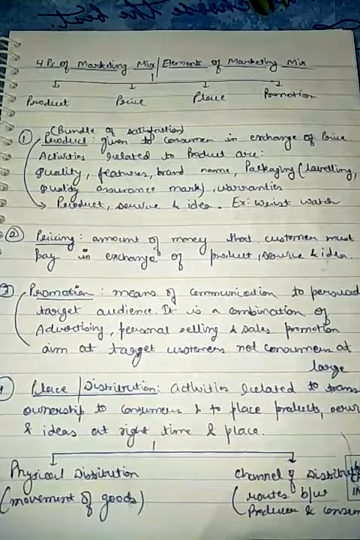 4 Ps of Marketing Mix / Elements of Marketing Mix
Product Price Place Promotion
(Bundle of satisfaction)
① Product: given to consumer in exchange of Price
Activities related to Product are:
Quality, features, brand name, Packaging (labelling,
quality assurance mark), warranties
→ Product, service & idea. Ex: Wrist watch
② Pricing: amount of money that customer must
pay in exchange of product, service & idea.
③ Promotion: means of communication to persuad
target audience. It is a combination of
Advertising, personal selling & sales promotion
aim at target customers not consumers at
large
Place / Distribution: Activities related to trans
ownership to consumers & to place products, serv
& ideas at right time & place.
Physical Distribution Channel of Distribut
(movement of goods) (routes b/w
Producer & consum